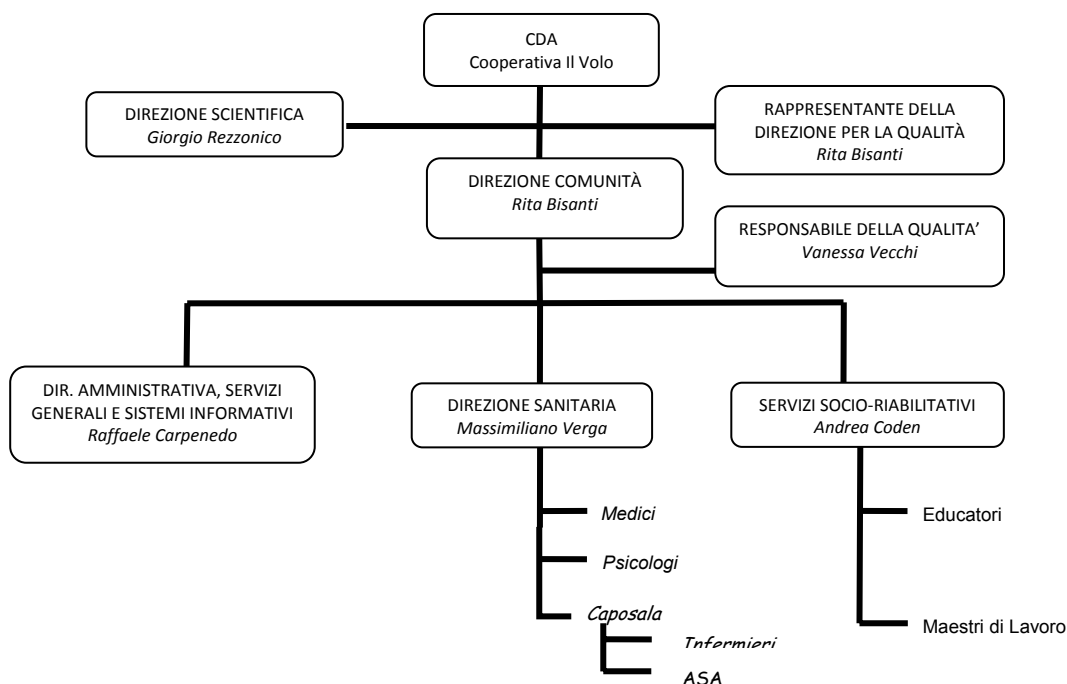 CDA
Cooperativa Il Volo
DIREZIONE SCIENTIFICA
Giorgio Rezzonico
RAPPRESENTANTE DELLA
DIREZIONE PER LA QUALITÀ
Rita Bisanti
DIREZIONE COMUNITÀ
Rita Bisanti
RESPONSABILE DELLA QUALITA’
Vanessa Vecchi
DIR. AMMINISTRATIVA, SERVIZI
GENERALI E SISTEMI INFORMATIVI
Raffaele Carpenedo
DIREZIONE SANITARIA
Massimiliano Verga
SERVIZI SOCIO-RIABILITATIVI
Andrea Coden
Medici
Educatori
Psicologi
Caposala
Maestri di Lavoro
Infermieri
ASA